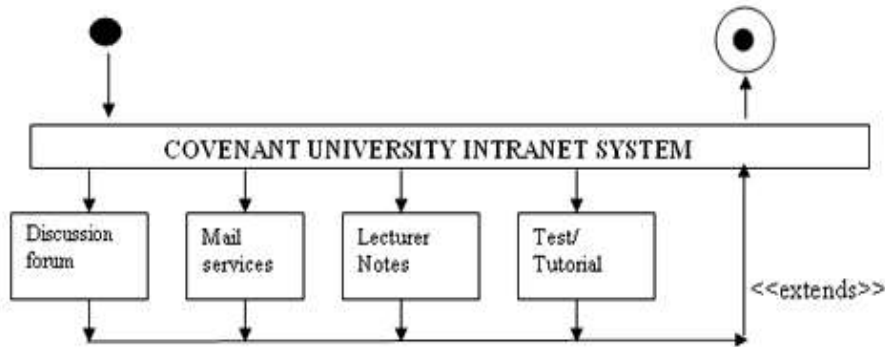 COVENANT UNIVERSITY INTRANET SYSTEM
Discussion
forum
Mail
services
Lecturer
Notes
Test/
Tutorial
<<extends>>